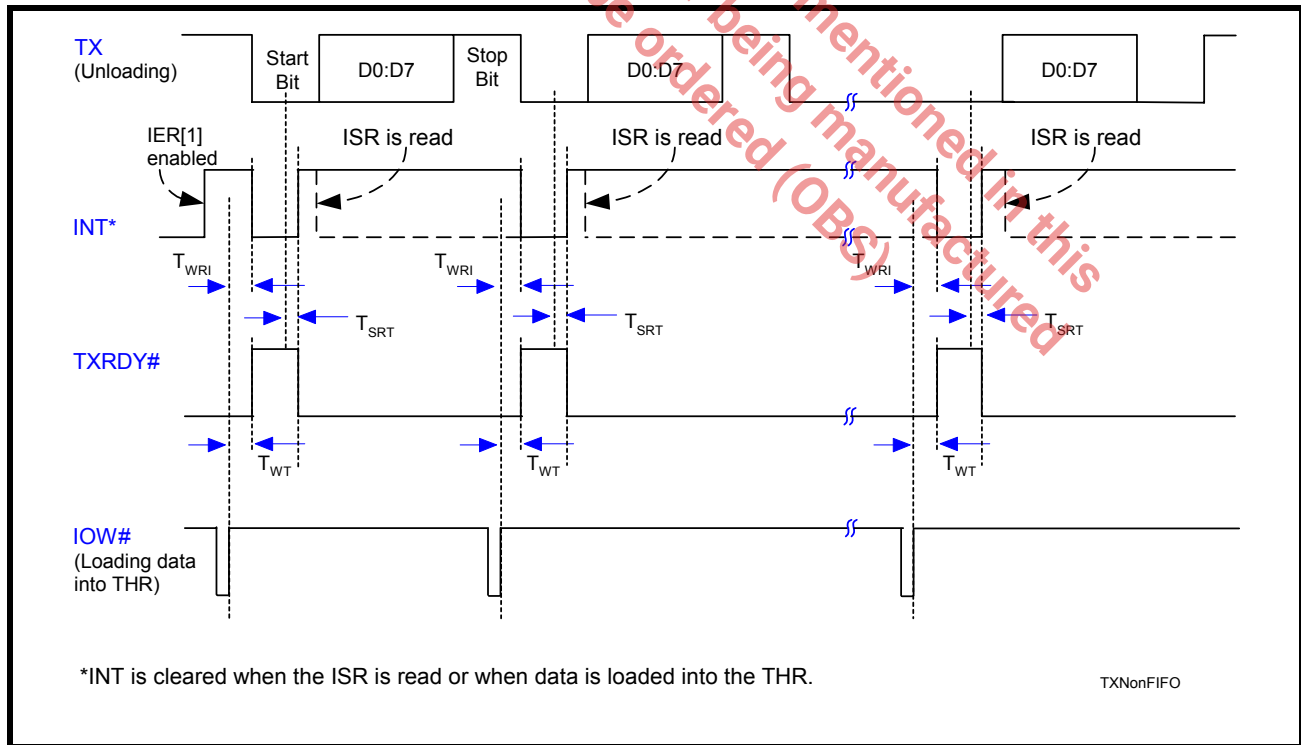 mentioned in this
being manufactured
be ordered (OBS)
TX
(Unloading)
Start
Bit
D0:D7
Stop
Bit
D0:D7
D0:D7
IER[1]
enabled
ISR is read
ISR is read
ISR is read
INT*
TWRI
TWRI
TWRI
TSRT
TSRT
TSRT
TXRDY#
TWT
TWT
TWT
IOW#
(Loading data
into THR)
*INT is cleared when the ISR is read or when data is loaded into the THR.
TXNonFIFO